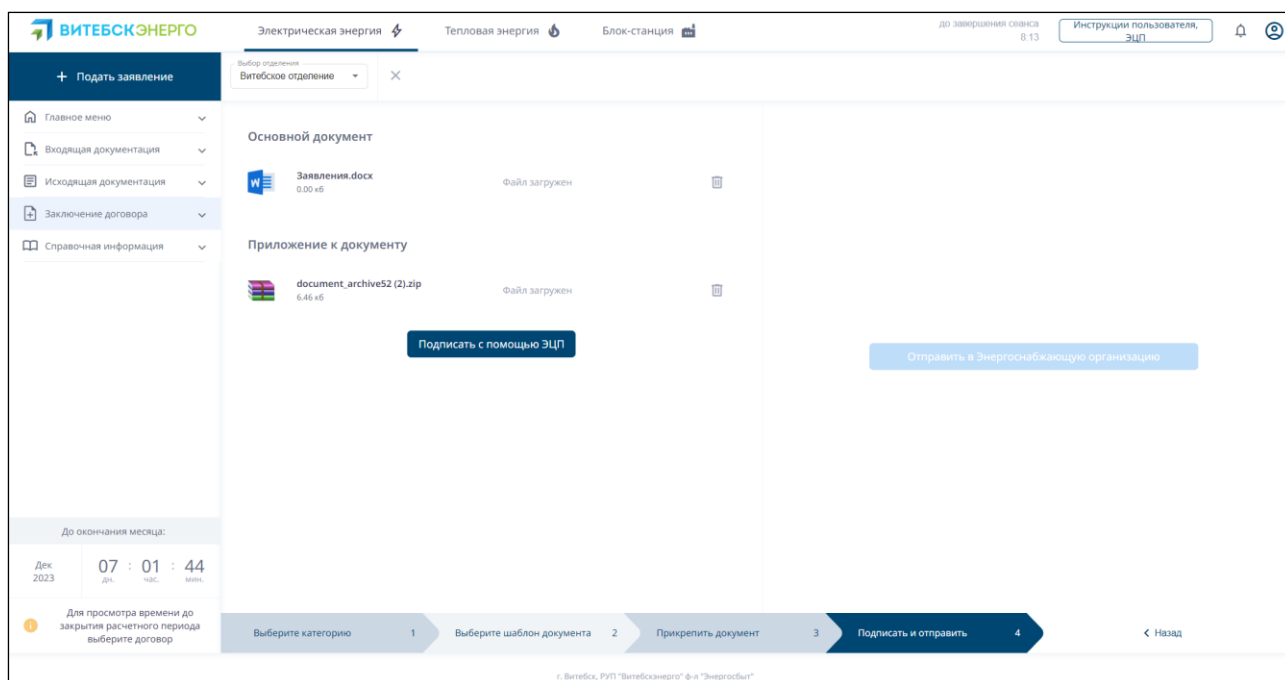 ВИТЕБСКЭНЕРГО
Электрическая энергия
Тепловая энергия
Блок-станция
до завершения сеанса
8:13
Инструкции пользователя,
ЭЦП
+ Подать заявление
Выбор отделения
Витебское отделение
Главное меню
Входящая документация
Исходящая документация
Заключение договора
Справочная информация
Основной документ
Заявления.docx
0.00 кб
Файл загружен
Приложение к документу
document_archive52 (2).zip
6.46 кб
Файл загружен
Подписать с помощью ЭЦП
Отправить в Энергоснабжающую организацию
До окончания месяца:
Дек
2023
07 : 01 : 44
дн. час. мин.
Для просмотра времени до
закрытия расчетного периода
выберите договор
Выберите категорию 1
Выберите шаблон документа 2
Прикрепить документ 3
Подписать и отправить 4
Назад
г. Витебск, РУП "Витебскэнерго" ф-л "Энергосбыт"